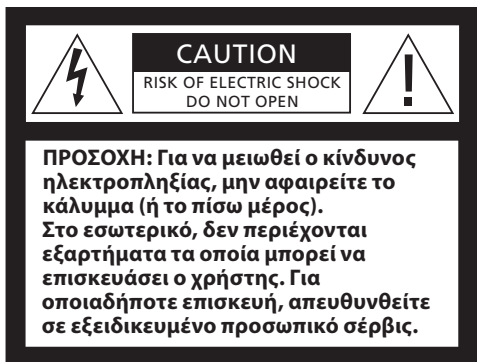 CAUTION
RISK OF ELECTRIC SHOCK
DO NOT OPEN
!
ΠΡΟΣΟΧΗ: Για να μειωθεί ο κίνδυνος
ηλεκτροπληξίας, μην αφαιρείτε το
κάλυμμα (ή το πίσω μέρος).
Στο εσωτερικό, δεν περιέχονται
εξαρτήματα τα οποία μπορεί να
επισκευάσει ο χρήστης. Για
οποιαδήποτε επισκευή, απευθυνθείτε
σε εξειδικευμένο προσωπικό σέρβις.